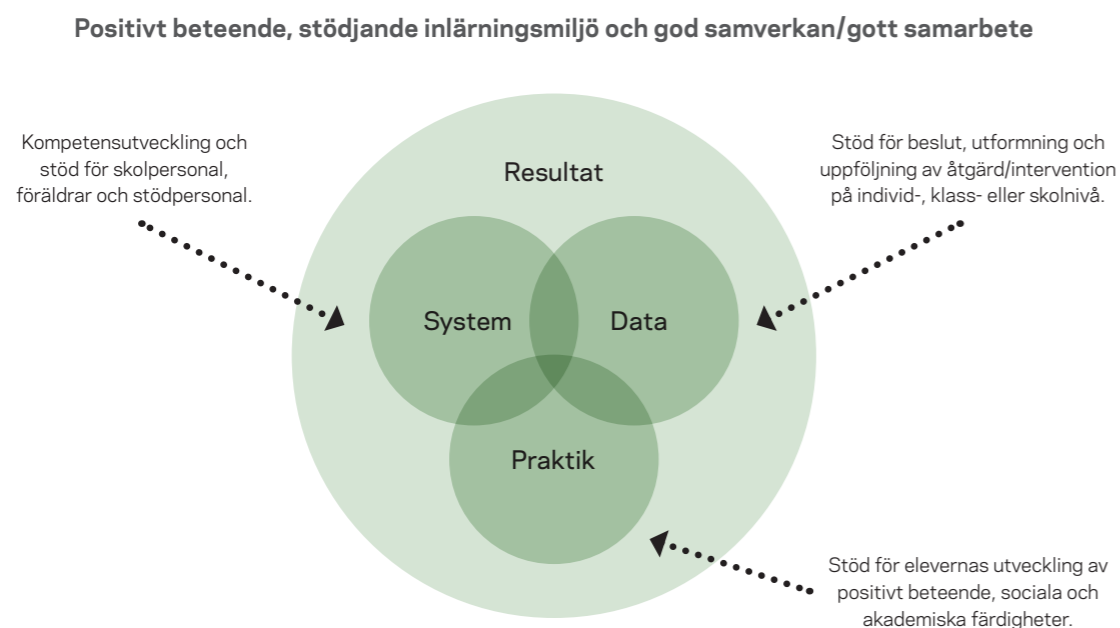 Positivt beteende, stödjande inlärningsmiljö och god samverkan/gott samarbete
Kompetensutveckling och
stöd för skolpersonal,
föräldrar och stödpersonal.
Resultat
Stöd för beslut, utformning och
uppföljning av åtgärd/intervention
på individ-, klass- eller skolnivå.
System
Data
Praktik
Stöd för elevernas utveckling av
positivt beteende, sociala och
akademiska färdigheter.